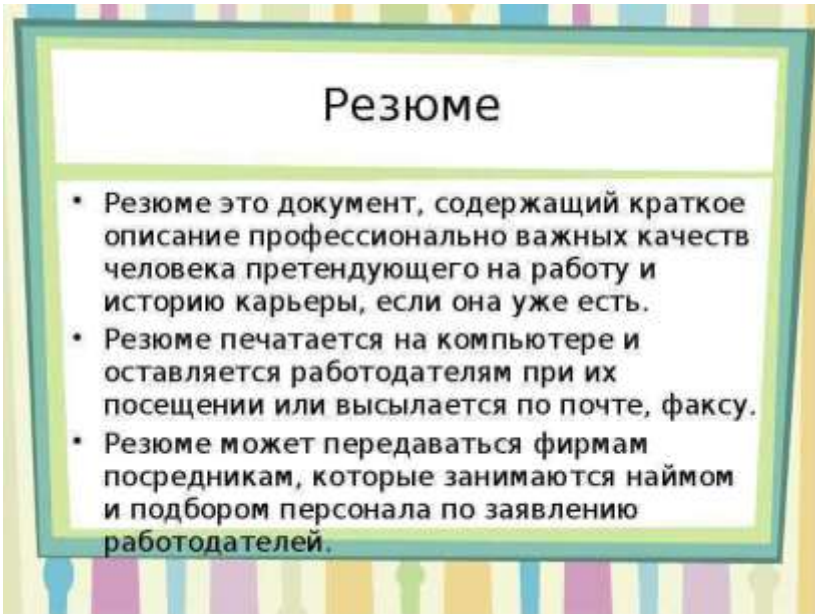 Резюме
• Резюме это документ, содержащий краткое
описание профессионально важных качеств
человека претендующего на работу и
историю карьеры, если она уже есть.
• Резюме печатается на компьютере и
оставляется работодателям при их
посещении или высылается по почте, факсу.
• Резюме может передаваться фирмам
посредникам, которые занимаются наймом
и подбором персонала по заявлению
работодателей.